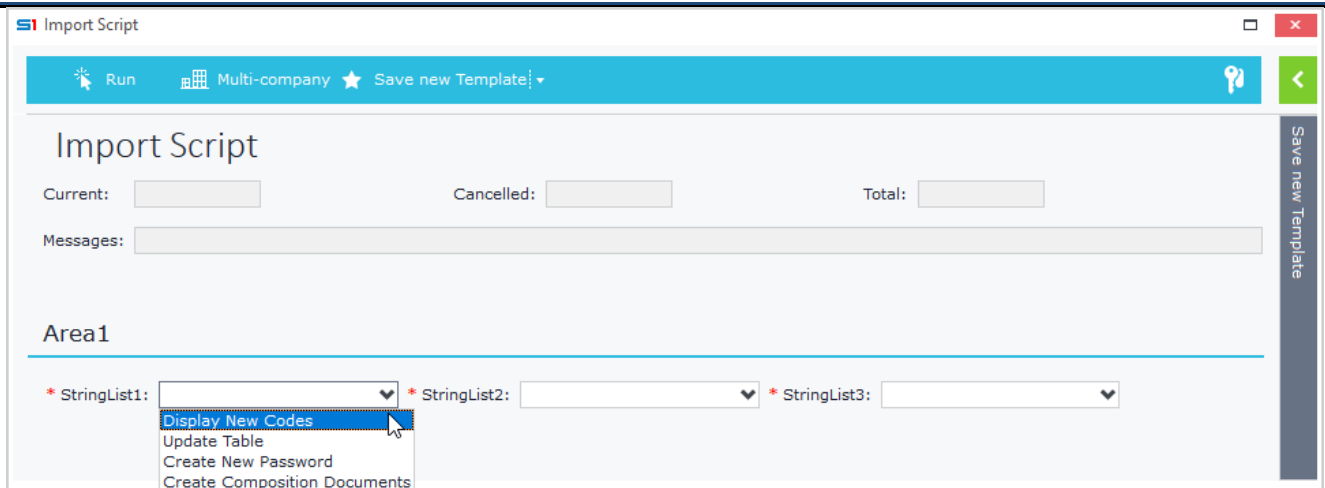 S1 Import Script
Run Multi-company Save new Template
Import Script
Current: Cancelled: Total:
Messages:
Save new Template
Area1
* StringList1: * StringList2: * StringList3:
Display New Codes
Update Table
Create New Password
Create Composition Documents